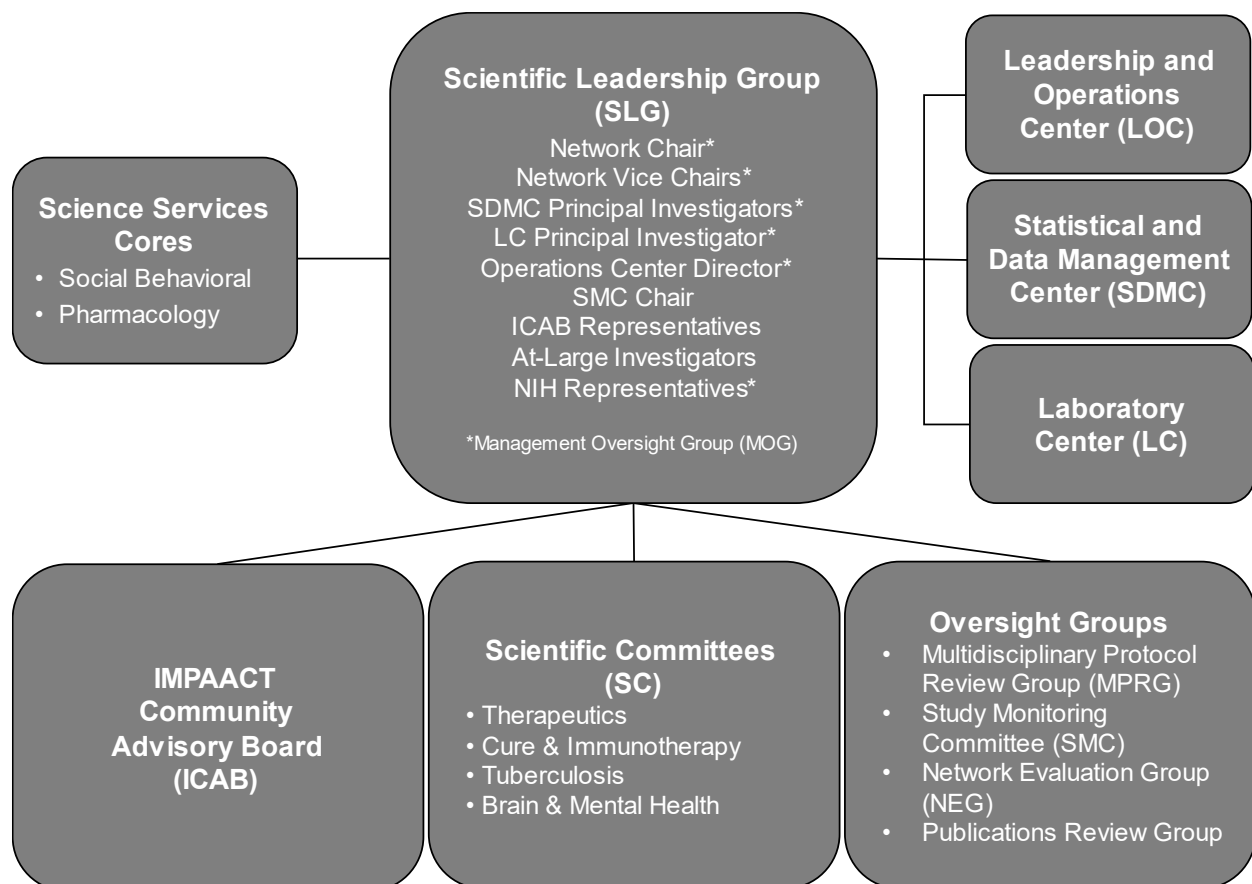 Scientific Leadership Group
(SLG)
Network Chair*
Network Vice Chairs*
SDMC Principal Investigators*
LC Principal Investigator*
Operations Center Director*
SMC Chair
ICAB Representatives
At-Large Investigators
NIH Representatives*
*Management Oversight Group (MOG)
Science Services
Cores
• Social Behavioral
• Pharmacology
Leadership and
Operations
Center (LOC)
Statistical and
Data Management
Center (SDMC)
Laboratory
Center (LC)
IMPAACT
Community
Advisory Board
(ICAB)
Scientific Committees
(SC)
• Therapeutics
• Cure & Immunotherapy
• Tuberculosis
• Brain & Mental Health
Oversight Groups
• Multidisciplinary Protocol
Review Group (MPRG)
• Study Monitoring
Committee (SMC)
• Network Evaluation Group
(NEG)
• Publications Review Group